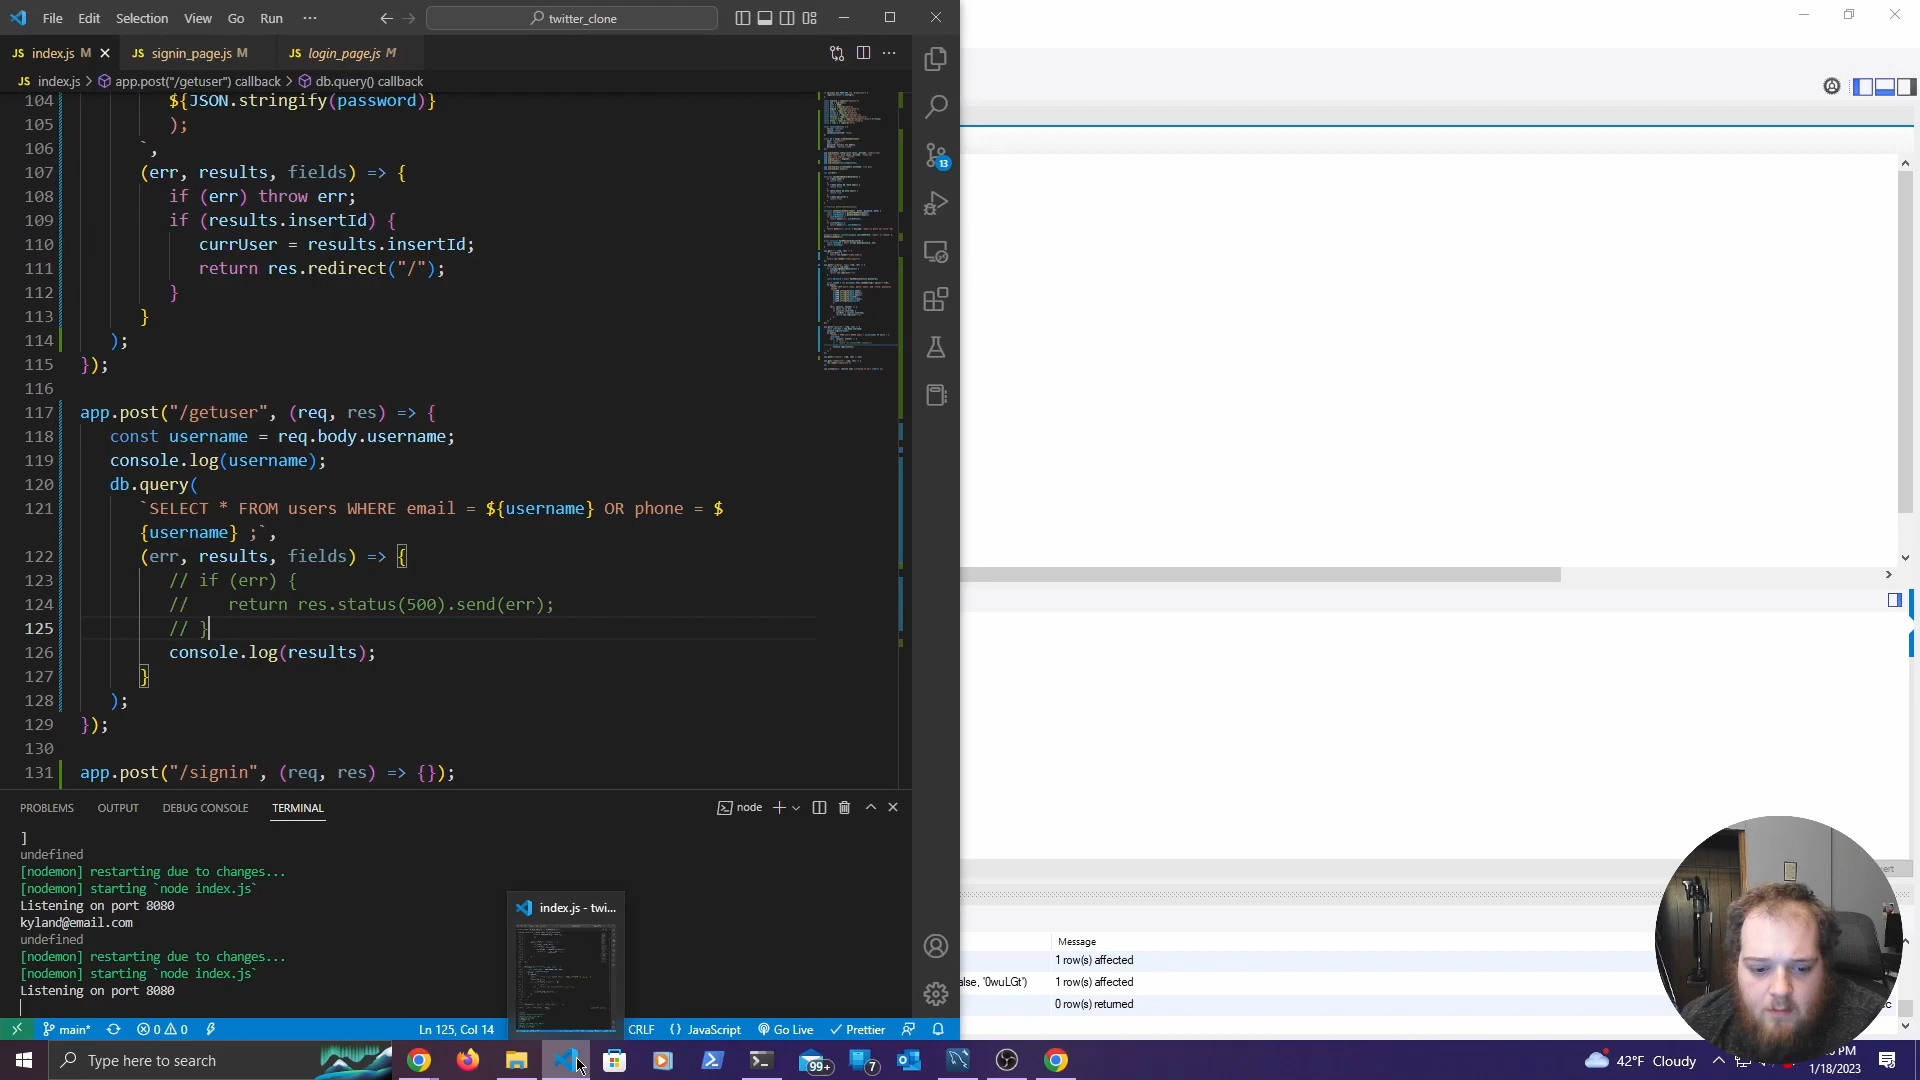 File Edit Selection View Go Run ···
twitter_clone
JS index.js M
JS signin_page.js M
JS login_page.js M
JS index.js > app.post("/getuser") callback > db.query() callback
104 ${JSON.stringify(password)}
105 );
106 `,
107 (err, results, fields) => {
108 if (err) throw err;
109 if (results.insertId) {
110 currUser = results.insertId;
111 return res.redirect("/");
112 }
113 }
114 );
115 });
116
117 app.post("/getuser", (req, res) => {
118 const username = req.body.username;
119 console.log(username);
120 db.query(
121 `SELECT * FROM users WHERE email = ${username} OR phone = $
{username} ;`,
122 (err, results, fields) => {
123 // if (err) {
124 // return res.status(500).send(err);
125 // }
126 console.log(results);
127 }
128 );
129 });
130
131 app.post("/signin", (req, res) => {});
13
PROBLEMS OUTPUT DEBUG CONSOLE TERMINAL
node
]
undefined
[nodemon] restarting due to changes...
[nodemon] starting `node index.js`
Listening on port 8080
kyland@email.com
undefined
[nodemon] restarting due to changes...
[nodemon] starting `node index.js`
Listening on port 8080
index.js - twi...
Message
1 row(s) affected
alse, '0wuLGt') 1 row(s) affected
0 row(s) returned
main* 0 0 Ln 125, Col 14 CRLF {} JavaScript Go Live Prettier
Type here to search
99+
7
42°F Cloudy
PM
1/18/2023